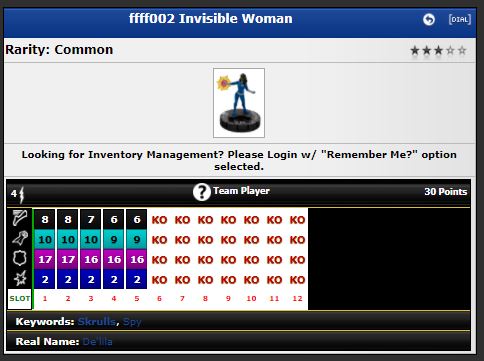 ffff002 Invisible Woman
[DIAL]
Rarity: Common
Looking for Inventory Management? Please Login w/ "Remember Me?" option
selected.
4 ? Team Player 30 Points
8 8 7 6 6 KO KO KO KO KO KO KO
10 10 10 9 9 KO KO KO KO KO KO KO
17 17 16 16 16 KO KO KO KO KO KO KO
2 2 2 2 2 KO KO KO KO KO KO KO
SLOT 1 2 3 4 5 6 7 8 9 10 11 12
Keywords: Skrulls, Spy
Real Name: De'lila